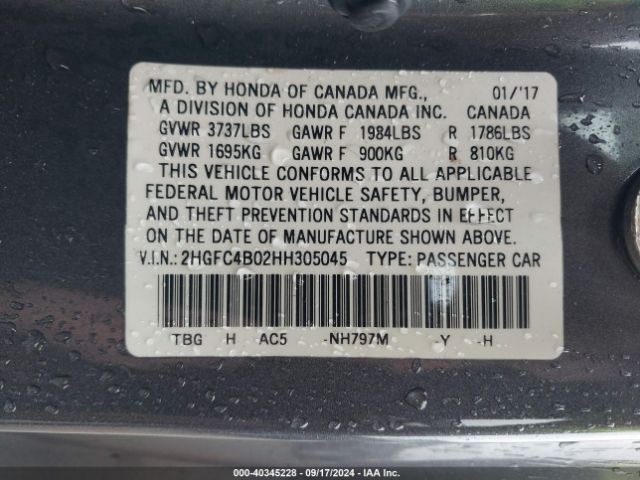 MFD. BY HONDA OF CANADA MFG., 01/'17
A DIVISION OF HONDA CANADA INC. CANADA
GVWR 3737LBS GAWR F 1984LBS R 1786LBS
GVWR 1695KG GAWR F 900KG R 810KG
THIS VEHICLE CONFORMS TO ALL APPLICABLE
FEDERAL MOTOR VEHICLE SAFETY, BUMPER,
AND THEFT PREVENTION STANDARDS IN EFFECT
ON THE DATE OF MANUFACTURE SHOWN ABOVE.
V.I.N.: 2HGFC4B02HH305045 TYPE: PASSENGER CAR
TBG H AC5 -NH797M -Y -H
000-40345228 - 09/17/2024 - IAA Inc.